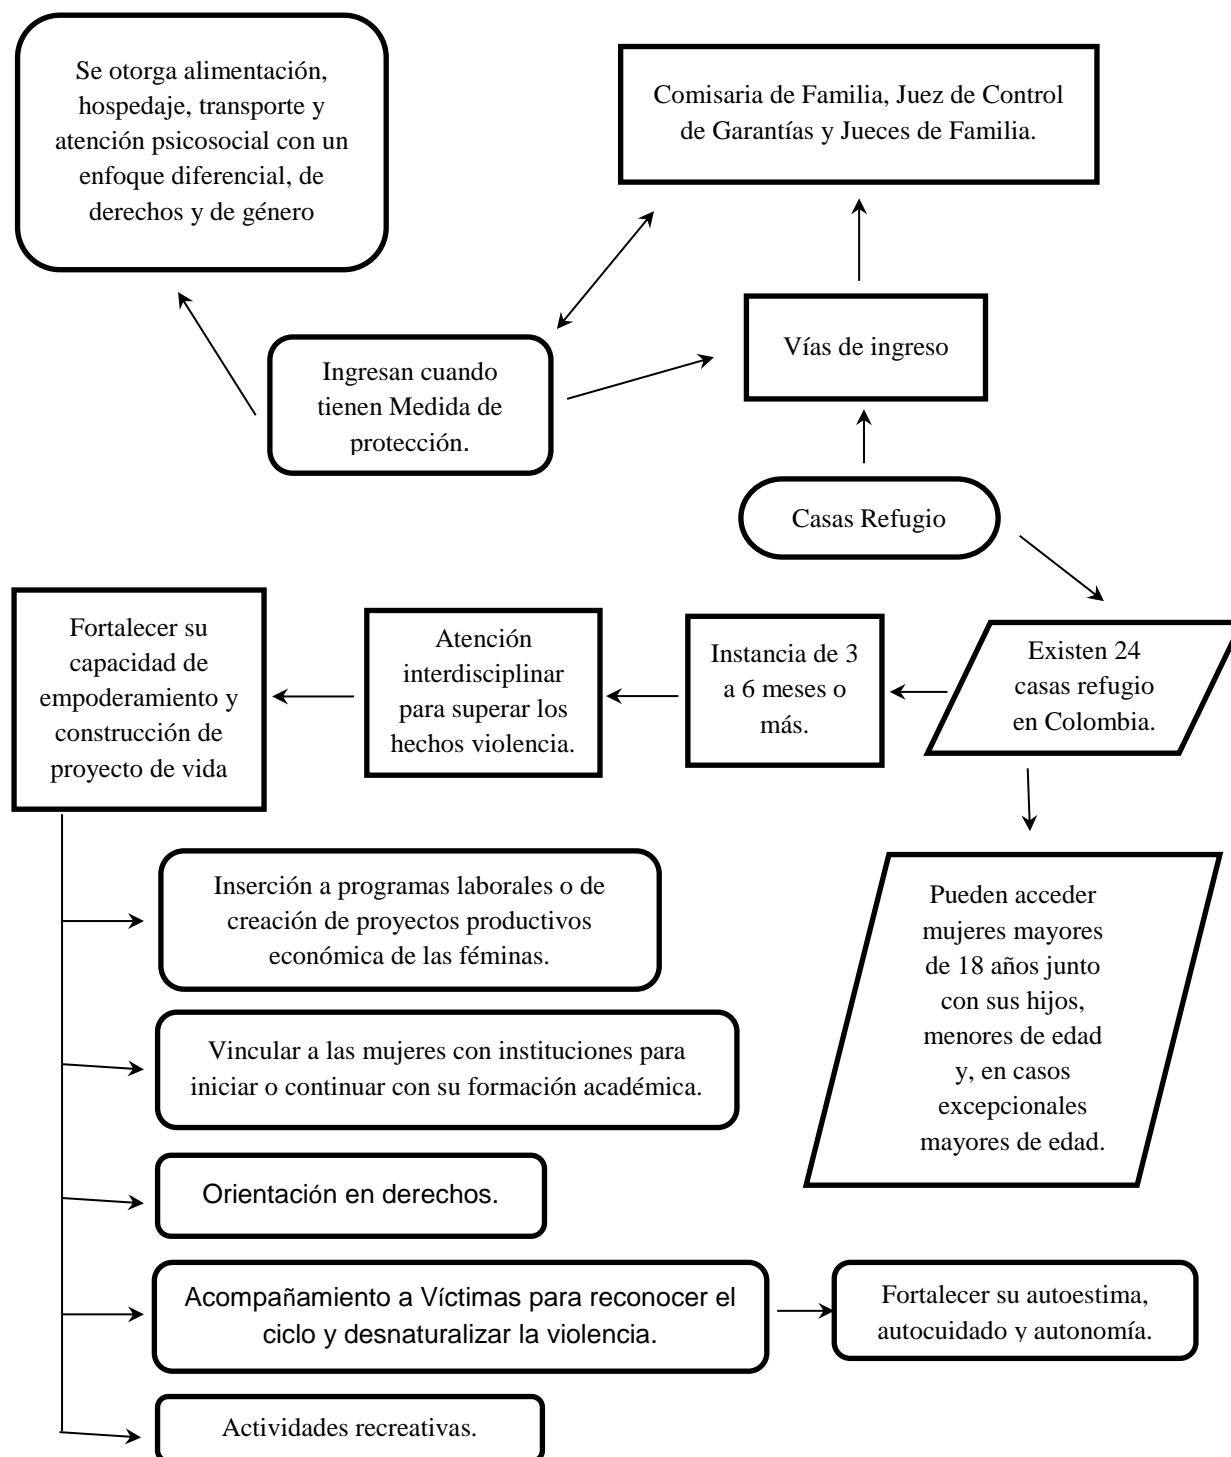 Se otorga alimentación,
hospedaje, transporte y
atención psicosocial con un
enfoque diferencial, de
derechos y de género
Comisaria de Familia, Juez de Control
de Garantías y Jueces de Familia.
Ingresan cuando
tienen Medida de
protección.
Vías de ingreso
Casas Refugio
Fortalecer su
capacidad de
empoderamiento y
construcción de
proyecto de vida
Atención
interdisciplinar
para superar los
hechos violencia.
Instancia de 3
a 6 meses o
más.
Existen 24
casas refugio
en Colombia.
Inserción a programas laborales o de
creación de proyectos productivos
económica de las féminas.
Pueden acceder
mujeres mayores
de 18 años junto
con sus hijos,
menores de edad
y, en casos
excepcionales
mayores de edad.
Vincular a las mujeres con instituciones para
iniciar o continuar con su formación académica.
Orientación en derechos.
Acompañamiento a Víctimas para reconocer el
ciclo y desnaturalizar la violencia.
Fortalecer su autoestima,
autocuidado y autonomía.
Actividades recreativas.